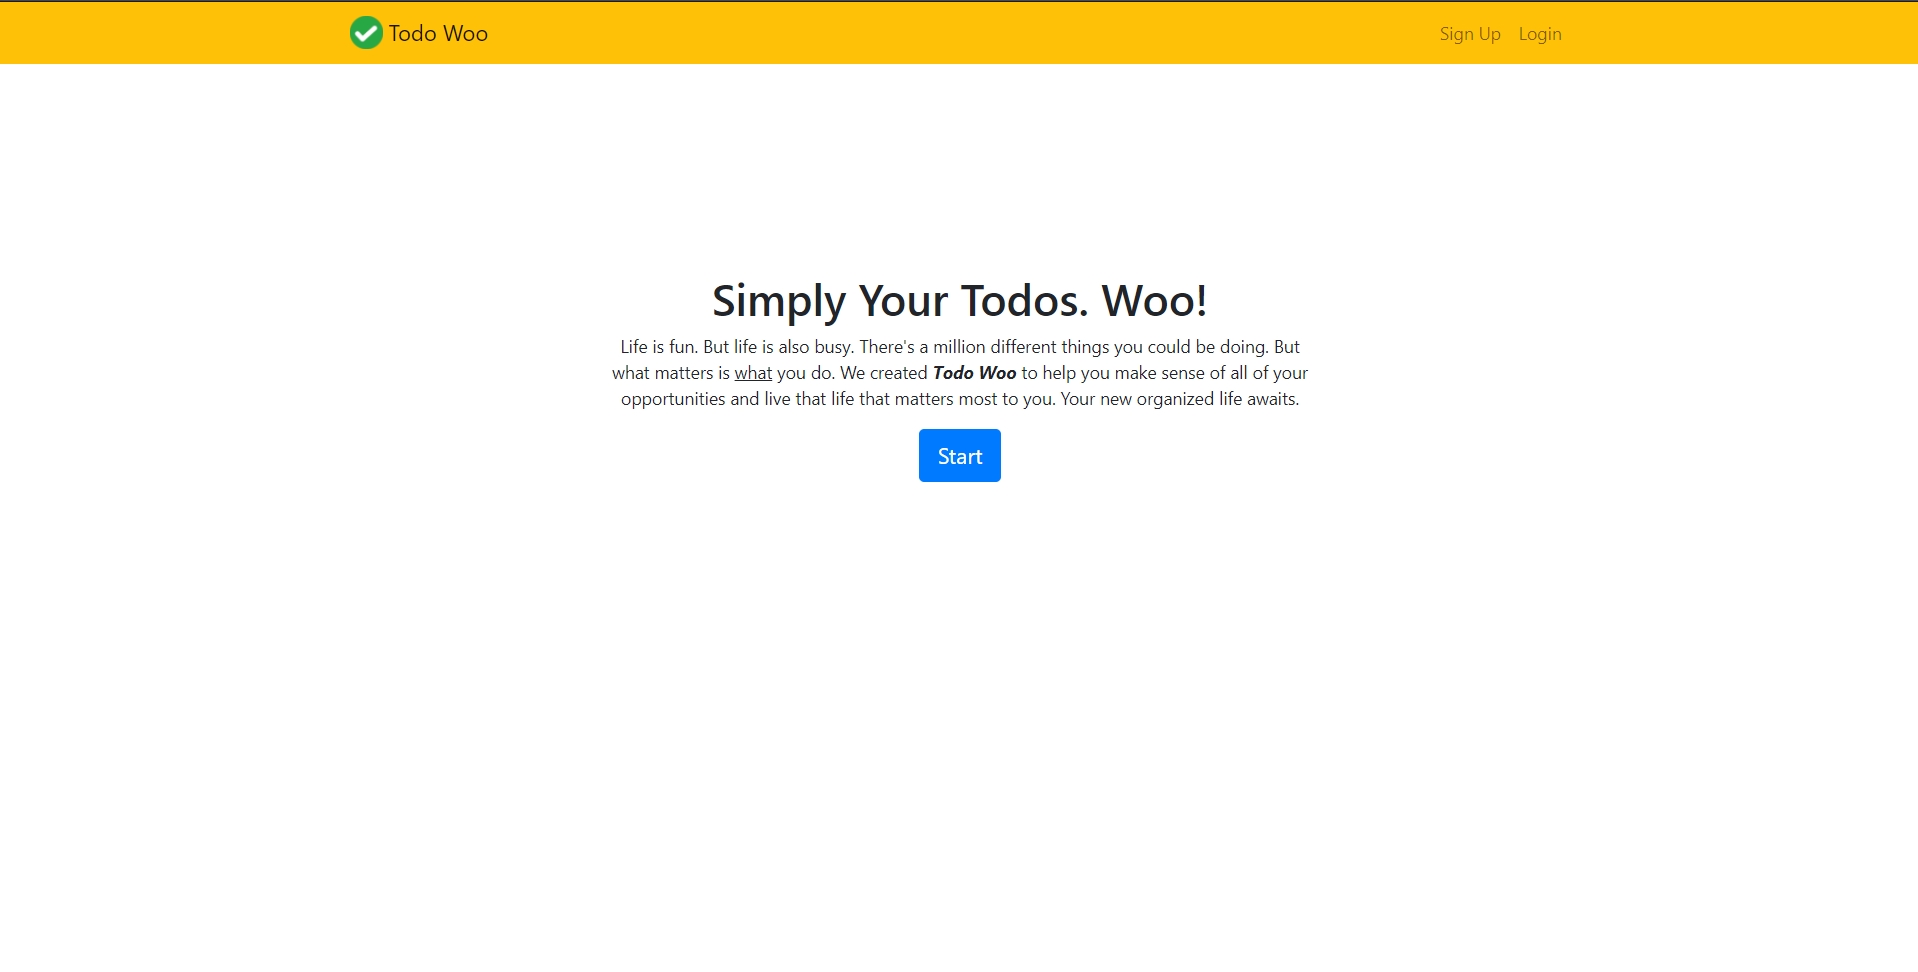 Todo Woo
Sign Up
Login
Simply Your Todos. Woo!
Life is fun. But life is also busy. There's a million different things you could be doing. But
what matters is what you do. We created Todo Woo to help you make sense of all of your
opportunities and live that life that matters most to you. Your new organized life awaits.
Start